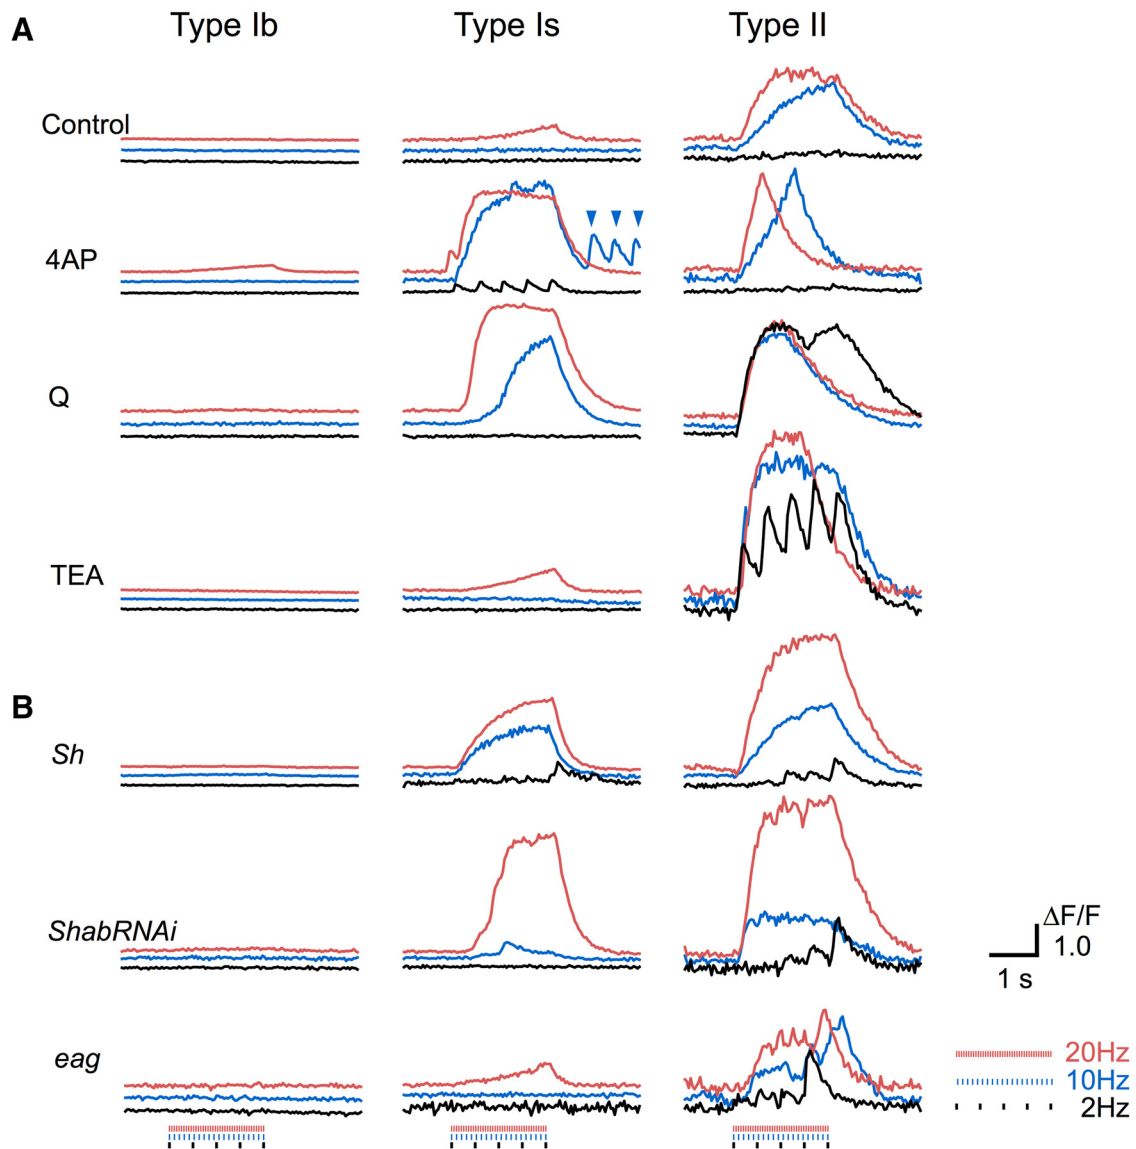 A
Type Ib Type Is Type II
Control
4AP
Q
TEA
B
Sh
ShabRNAi
ΔF/F
1.0
1 s
eag
20Hz
10Hz
2Hz